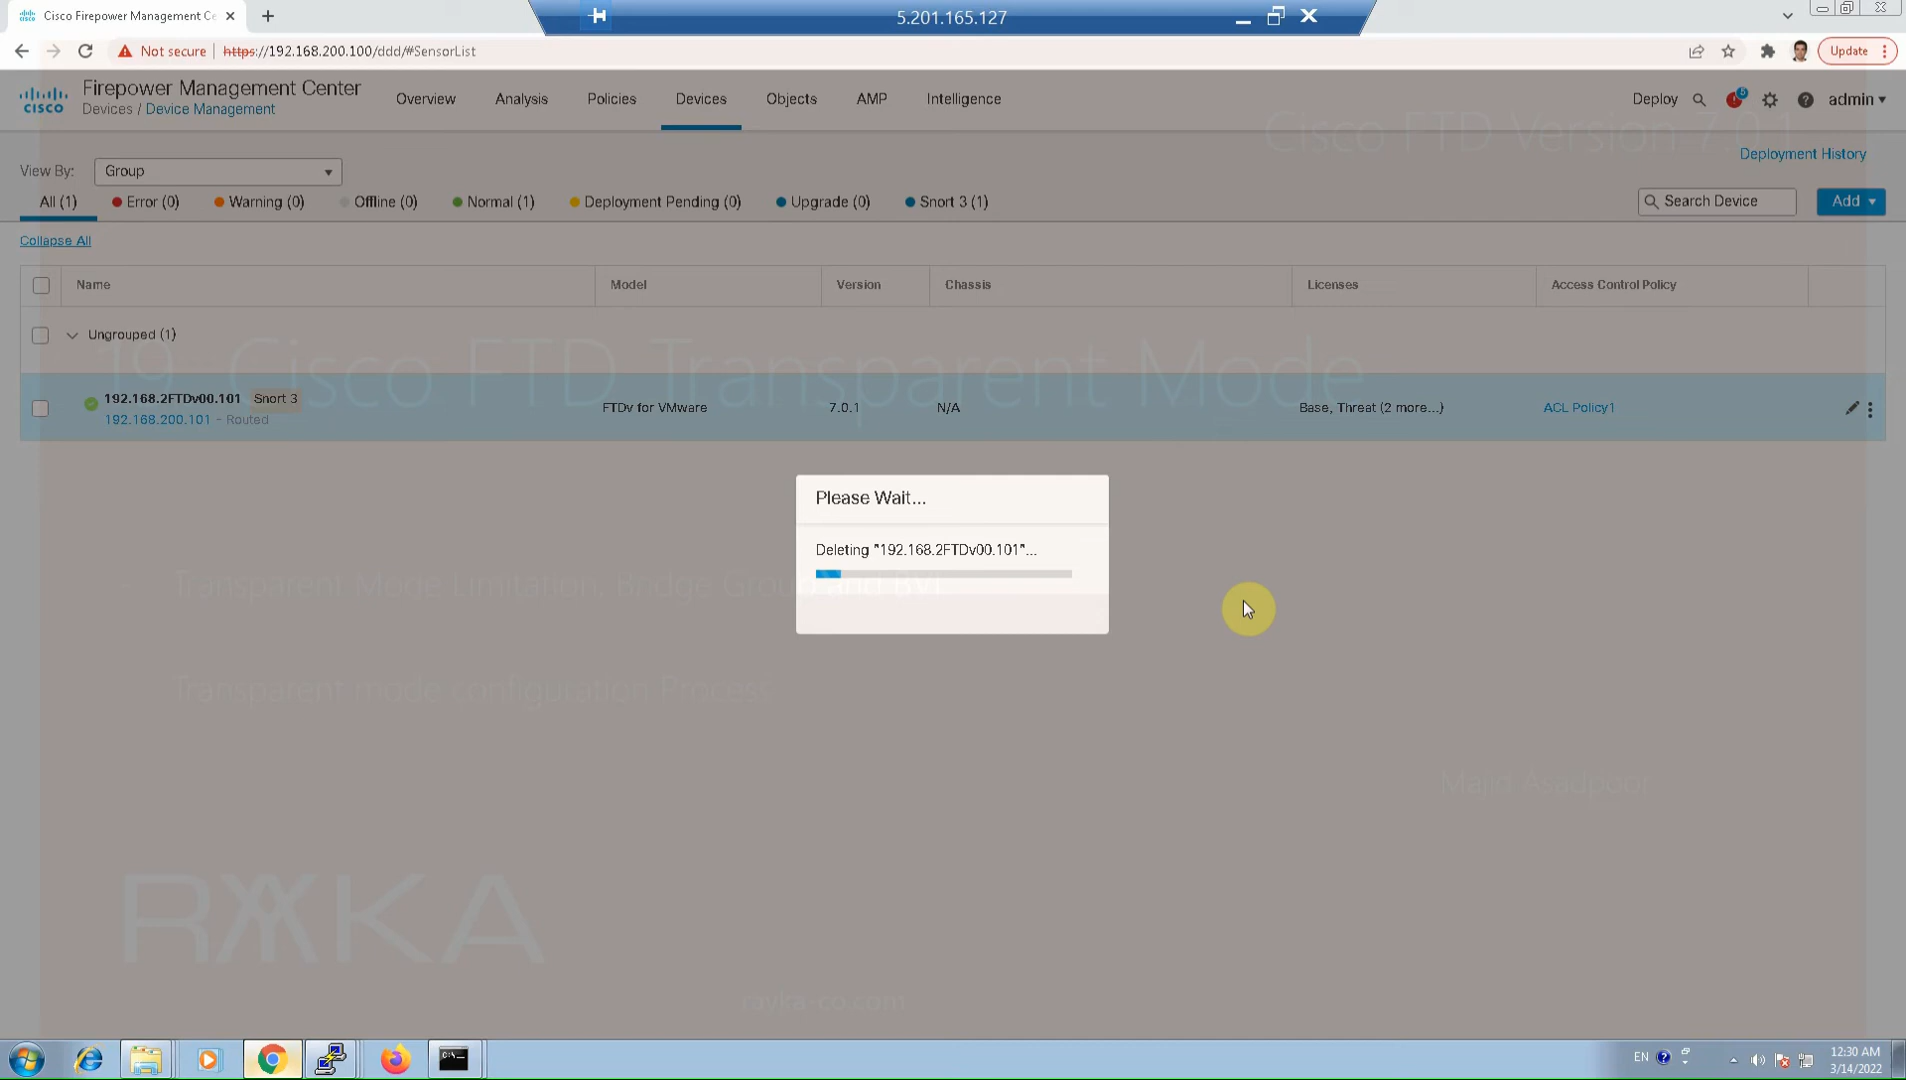 Cisco Firepower Management Ce
5.201.165.127
Not secure
https://192.168.200.100/ddd/#SensorList
Update
cisco
Firepower Management Center
Devices / Device Management
Overview
Analysis
Policies
Devices
Objects
AMP
Intelligence
Deploy
5
admin
Cisco FTD Version 7.0.1
Deployment History
View By:
Group
All (1)
Error (0)
Warning (0)
Offline (0)
Normal (1)
Deployment Pending (0)
Upgrade (0)
Snort 3 (1)
Search Device
Add
Collapse All
Name
Model
Version
Chassis
Licenses
Access Control Policy
Ungrouped (1)
19- Cisco FTD Transparent Mode
192.168.2FTDv00.101
Snort 3
192.168.200.101 - Routed
FTDv for VMware
7.0.1
N/A
Base, Threat (2 more...)
ACL Policy1
Please Wait...
Deleting "192.168.2FTDv00.101"...
Transparent Mode Limitation, Bridge Group and BVI
Transparent mode configuration Process
Majid Asadpoor
RAYKA
rayka-co.com
EN
12:30 AM
3/14/2022